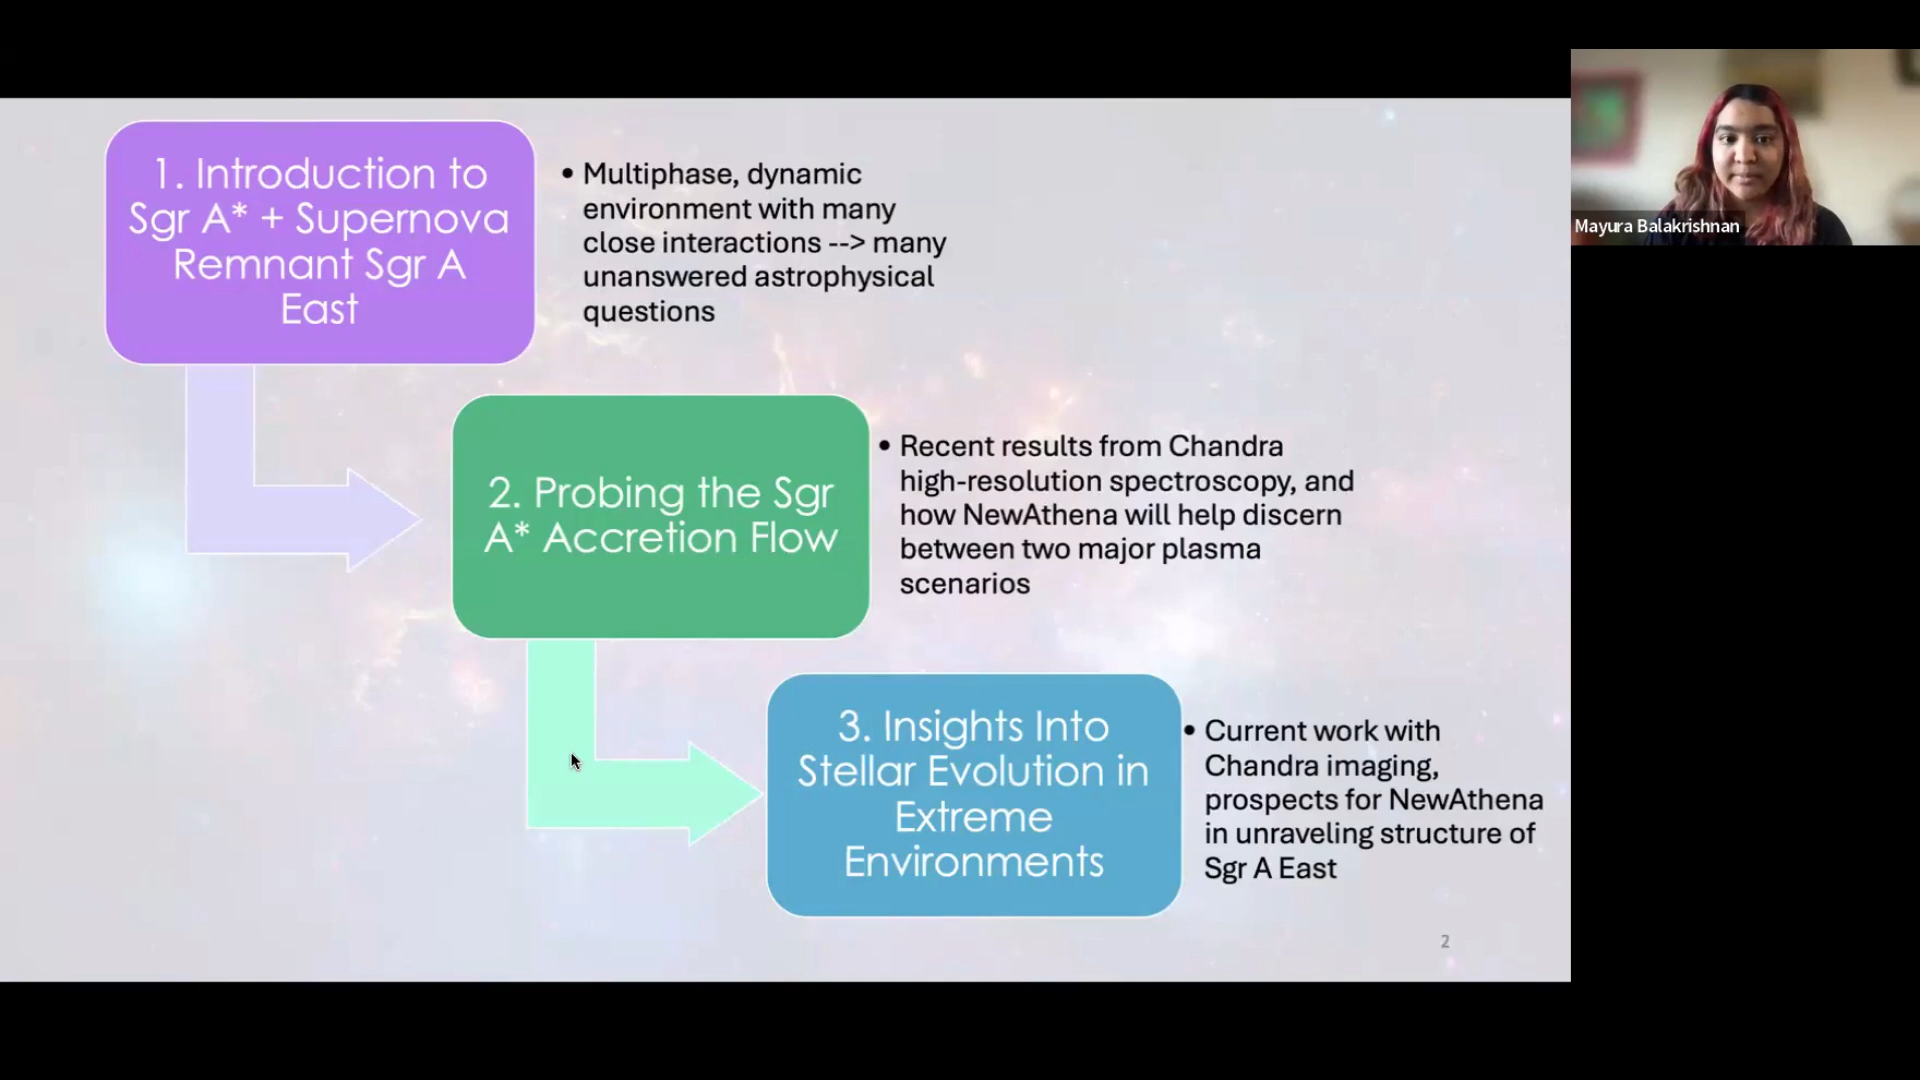 1. Introduction to
Sgr A* + Supernova
Remnant Sgr A
East
• Multiphase, dynamic
environment with many
close interactions --> many
unanswered astrophysical
questions
2. Probing the Sgr
A* Accretion Flow
• Recent results from Chandra
high-resolution spectroscopy, and
how NewAthena will help discern
between two major plasma
scenarios
3. Insights Into
Stellar Evolution in
Extreme
Environments
• Current work with
Chandra imaging,
prospects for NewAthena
in unraveling structure of
Sgr A East
2
Mayura Balakrishnan